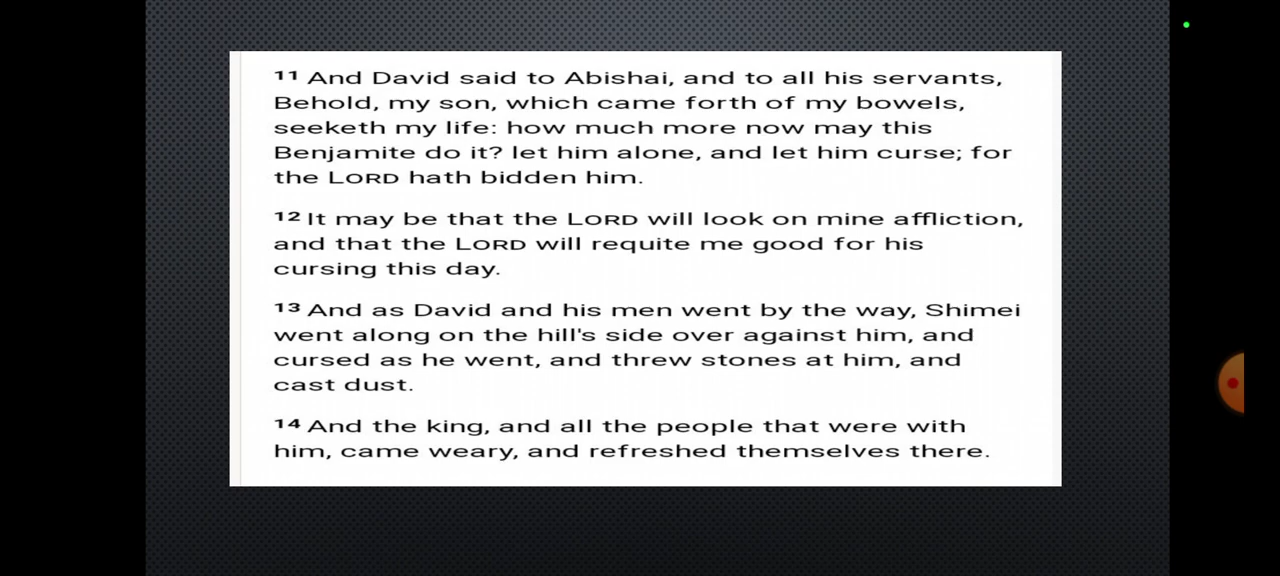 11 And David said to Abishai, and to all his servants,
Behold, my son, which came forth of my bowels,
seeketh my life: how much more now may this
Benjamite do it? let him alone, and let him curse; for
the LORD hath bidden him.
12 It may be that the LORD will look on mine affliction,
and that the LORD will requite me good for his
cursing this day.
13 And as David and his men went by the way, Shimei
went along on the hill's side over against him, and
cursed as he went, and threw stones at him, and
cast dust.
14 And the king, and all the people that were with
him, came weary, and refreshed themselves there.